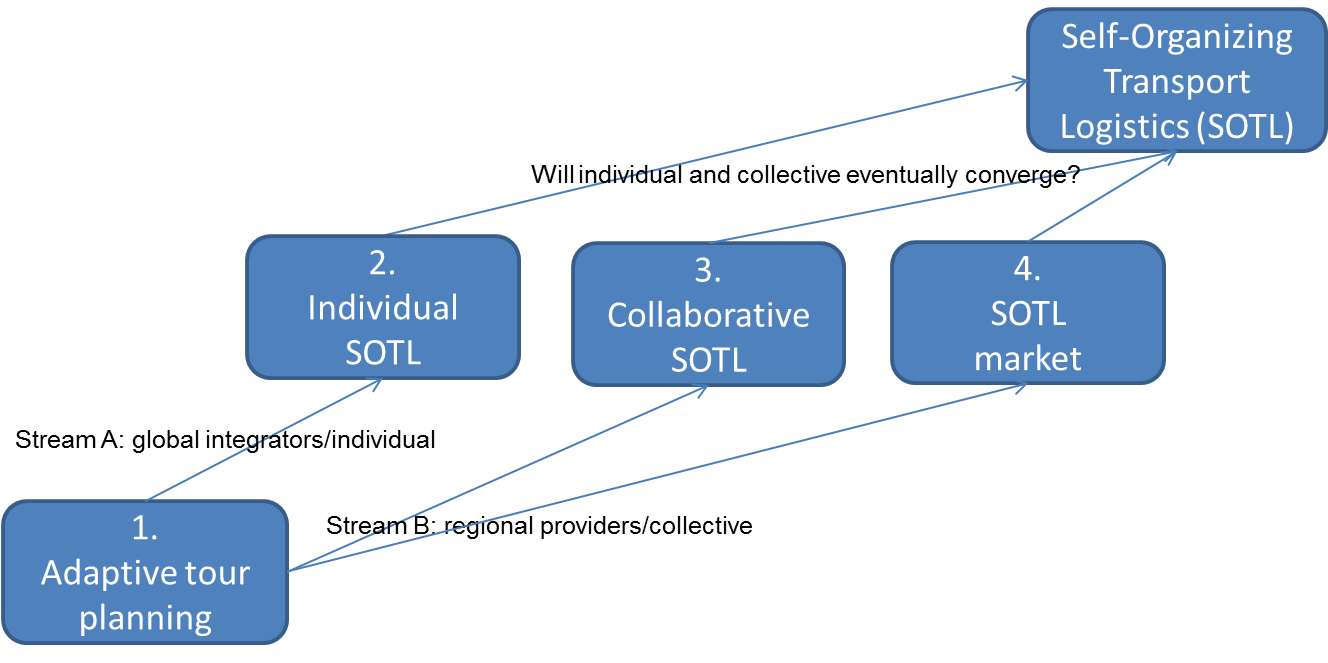 Self-Organizing
Transport
Logistics (SOTL)
Will individual and collective eventually converge?
2.
Individual
SOTL
3.
Collaborative
SOTL
4.
SOTL
market
Stream A: global integrators/individual
Stream B: regional providers/collective
1.
Adaptive tour
planning